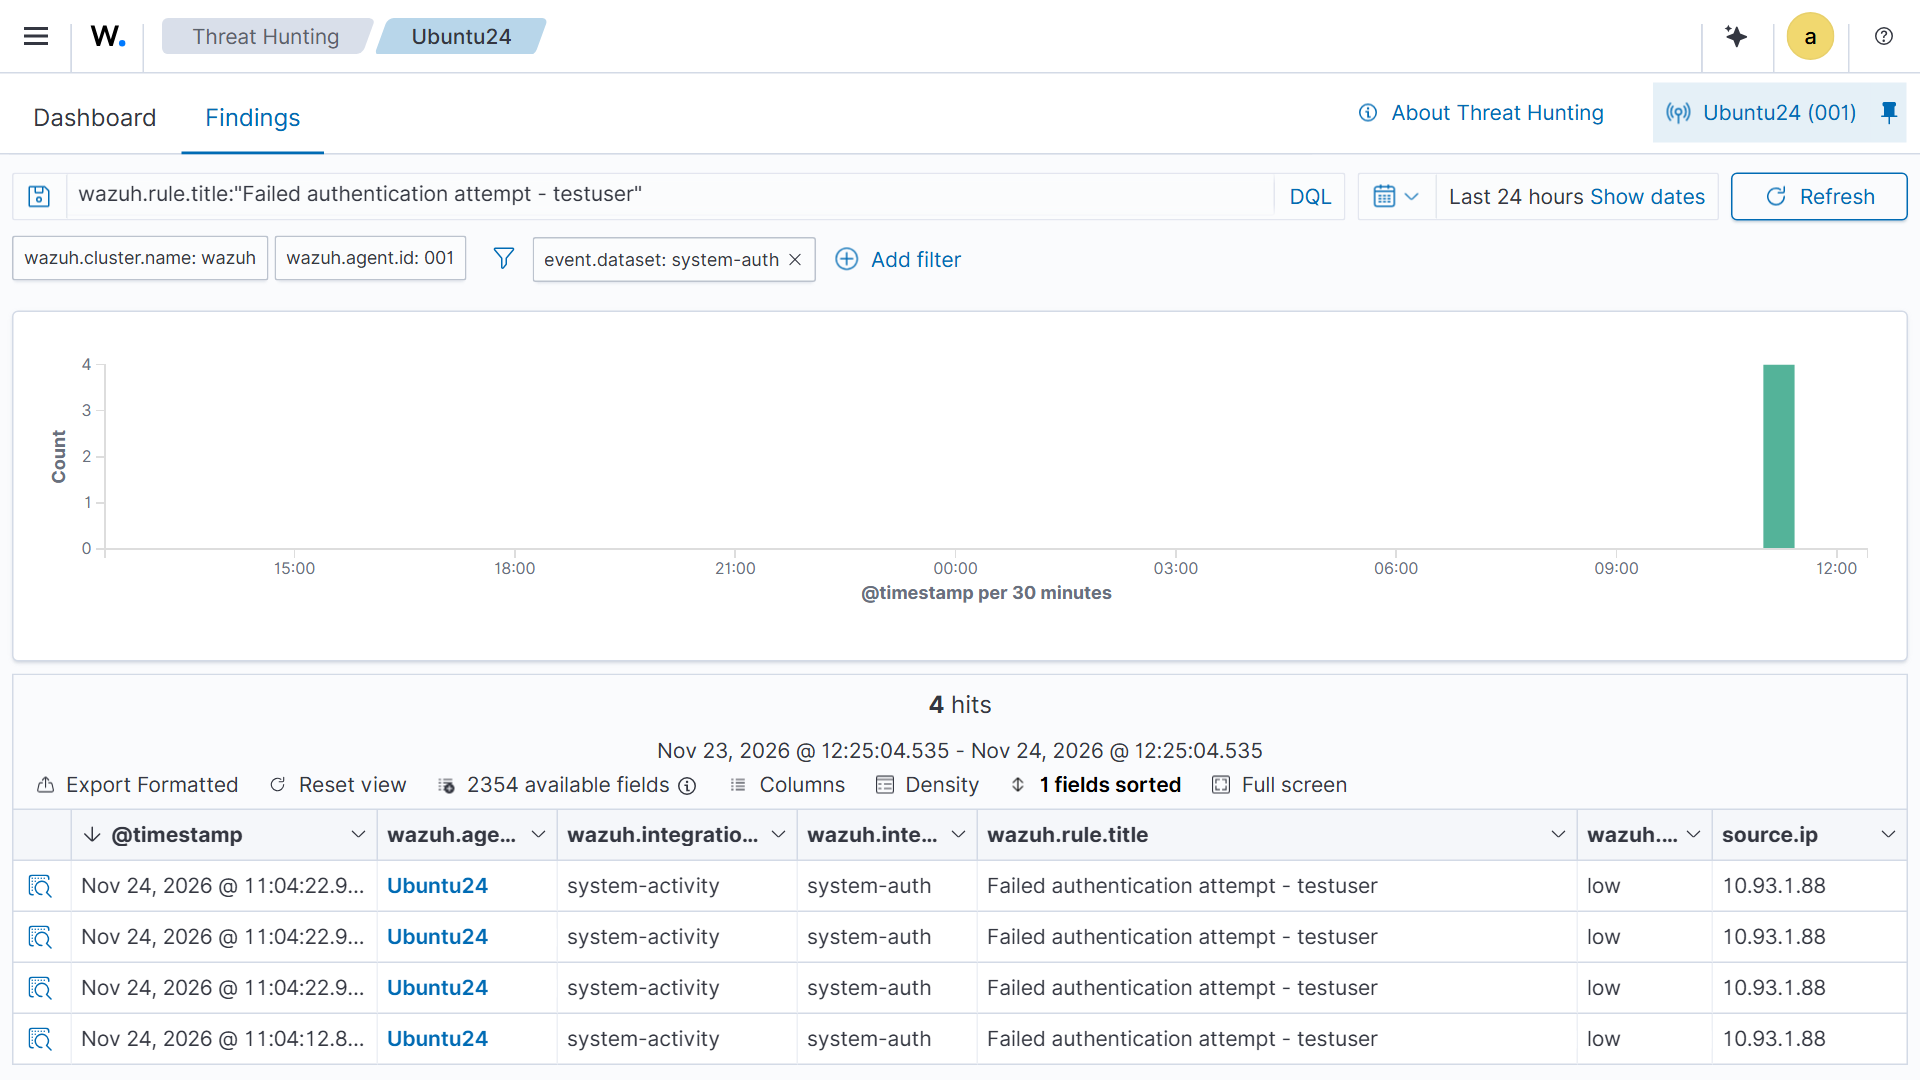 W. Threat Hunting Ubuntu24 a
Dashboard Findings About Threat Hunting Ubuntu24 (001)
wazuh.rule.title:"Failed authentication attempt - testuser" DQL Last 24 hours Show dates Refresh
wazuh.cluster.name: wazuh wazuh.agent.id: 001 event.dataset: system-auth Add filter
4
3
2
1
0
Count
15:00 18:00 21:00 00:00 03:00 06:00 09:00 12:00
@timestamp per 30 minutes
4 hits
Nov 23, 2026 @ 12:25:04.535 - Nov 24, 2026 @ 12:25:04.535
Export Formatted Reset view 2354 available fields Columns Density 1 fields sorted Full screen
@timestamp wazuh.age... wazuh.integratio... wazuh.inte... wazuh.rule.title wazuh.... source.ip
Nov 24, 2026 @ 11:04:22.9... Ubuntu24 system-activity system-auth Failed authentication attempt - testuser low 10.93.1.88
Nov 24, 2026 @ 11:04:22.9... Ubuntu24 system-activity system-auth Failed authentication attempt - testuser low 10.93.1.88
Nov 24, 2026 @ 11:04:22.9... Ubuntu24 system-activity system-auth Failed authentication attempt - testuser low 10.93.1.88
Nov 24, 2026 @ 11:04:12.8... Ubuntu24 system-activity system-auth Failed authentication attempt - testuser low 10.93.1.88